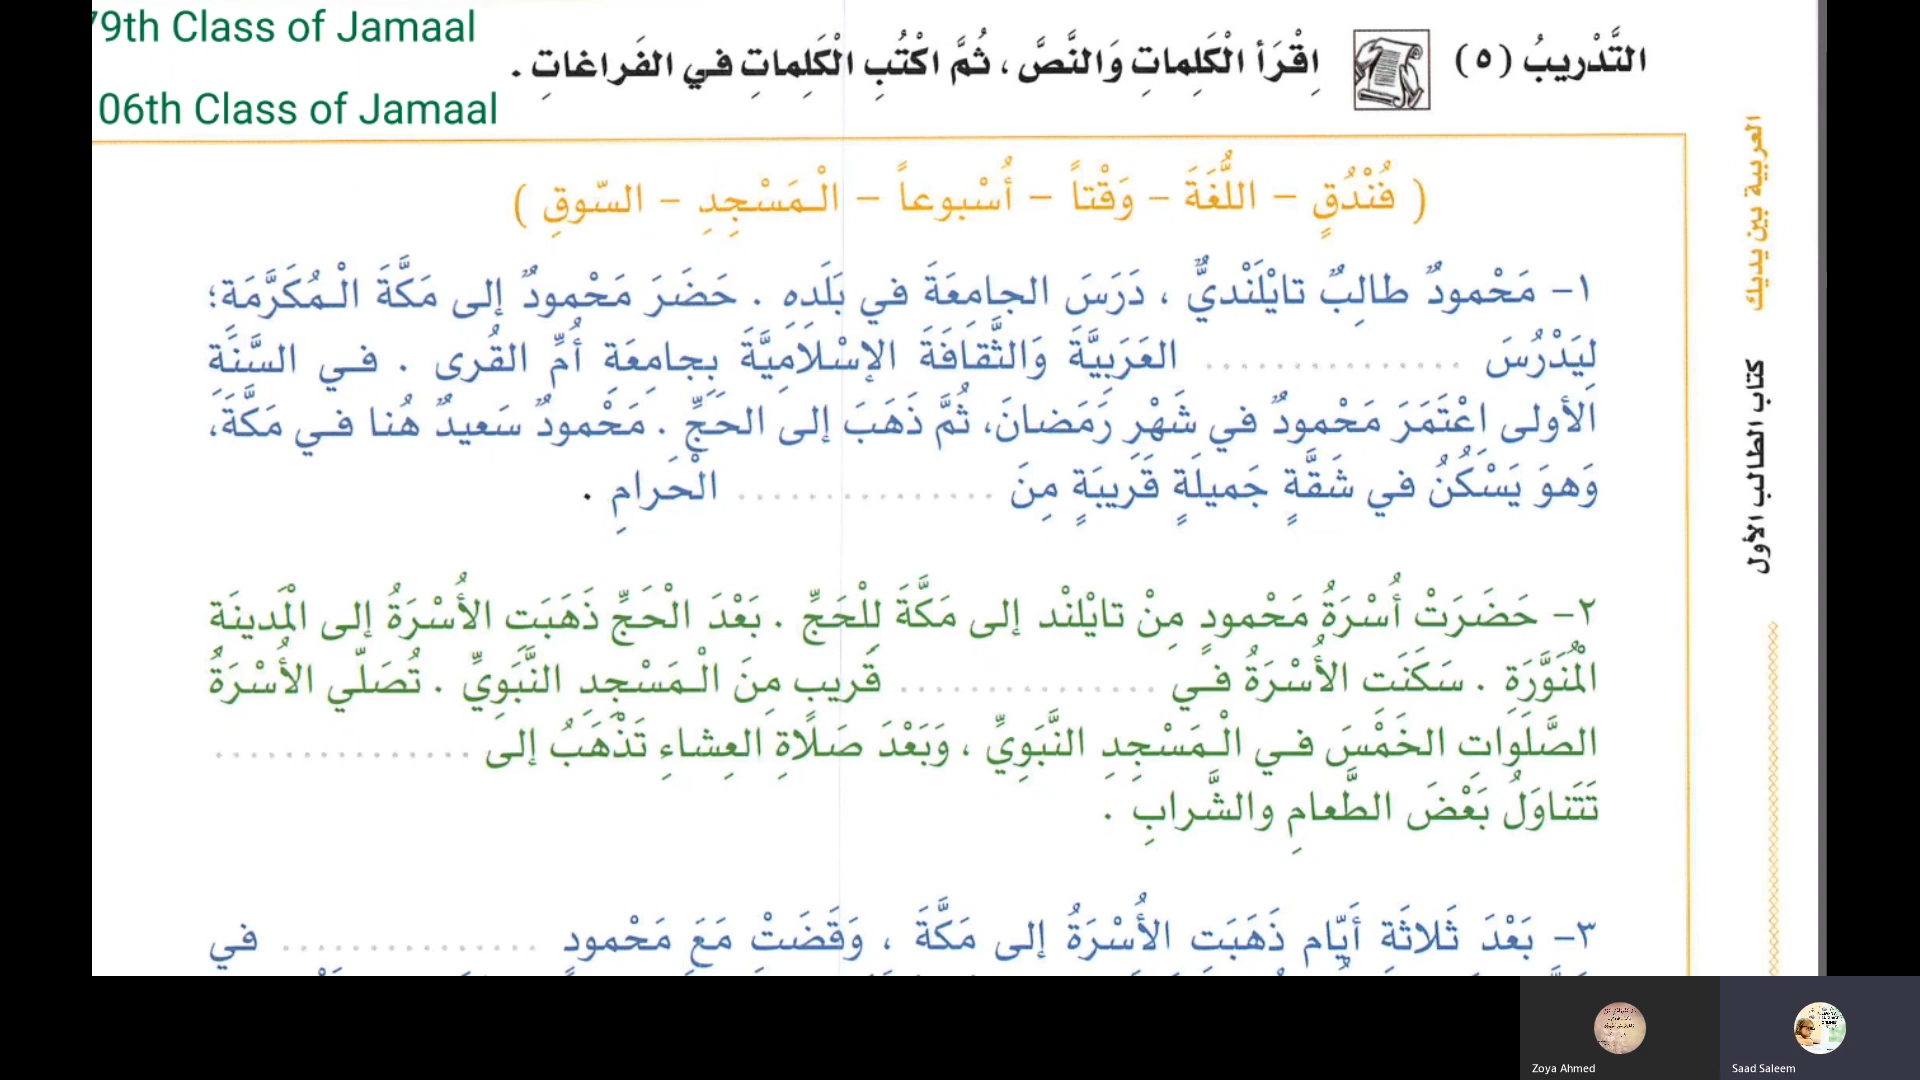 79th Class of Jamaal
06th Class of Jamaal
التَّدْريبُ (٥) اِقْرَأ الْكَلِماتِ وَالنَّصَّ ، ثُمَّ اكْتُبِ الْكَلِماتِ في الفَراغاتِ .
( فُنْدُقٍ – اللُّغَةَ – وَقْتاً – أُسْبوعاً – الْمَسْجِدِ – السّوقِ )
١– مَحْمودٌ طالِبٌ تايْلَنْديٌّ ، دَرَسَ الجامِعَةَ في بَلَدِهِ . حَضَرَ مَحْمودٌ إلى مَكَّةَ الْمُكَرَّمَةِ؛
لِيَدْرُسَ .............. العَرَبِيَّةَ وَالثَّقافَةَ الإسْلامِيَّةَ بِجامِعَةِ أُمِّ القُرى . في السَّنَةِ
الأولى اِعْتَمَرَ مَحْمودٌ في شَهْرِ رَمَضانَ، ثُمَّ ذَهَبَ إلى الحَجِّ . مَحْمودٌ سَعيدٌ هُنا في مَكَّةَ،
وَهوَ يَسْكُنُ في شَقَّةٍ جَميلَةٍ قَريبَةٍ مِنَ .............. الْحَرامِ .
٢– حَضَرَتْ أُسْرَةُ مَحْمودٍ مِنْ تايْلَنْد إلى مَكَّةَ لِلْحَجِّ . بَعْدَ الْحَجِّ ذَهَبَتِ الأُسْرَةُ إلى الْمَدينَةِ
الْمُنَوَّرَةِ . سَكَنَتِ الأُسْرَةُ في .............. قَريبٍ مِنَ الْمَسْجِدِ النَّبَوِيِّ . تُصَلّي الأُسْرَةُ
الصَّلَواتِ الخَمْسَ في الْمَسْجِدِ النَّبَوِيِّ ، وَبَعْدَ صَلاةِ العِشاءِ تَذْهَبُ إلى ..............
تَتَناوَلُ بَعْضَ الطَّعامِ والشَّرابِ .
٣– بَعْدَ ثَلاثَةِ أَيّامٍ ذَهَبَتِ الأُسْرَةُ إلى مَكَّةَ ، وَقَضَتْ مَعَ مَحْمودٍ .............. في
العربية بين يديك
كتاب الطالب الأول
Zoya Ahmed
Saad Saleem